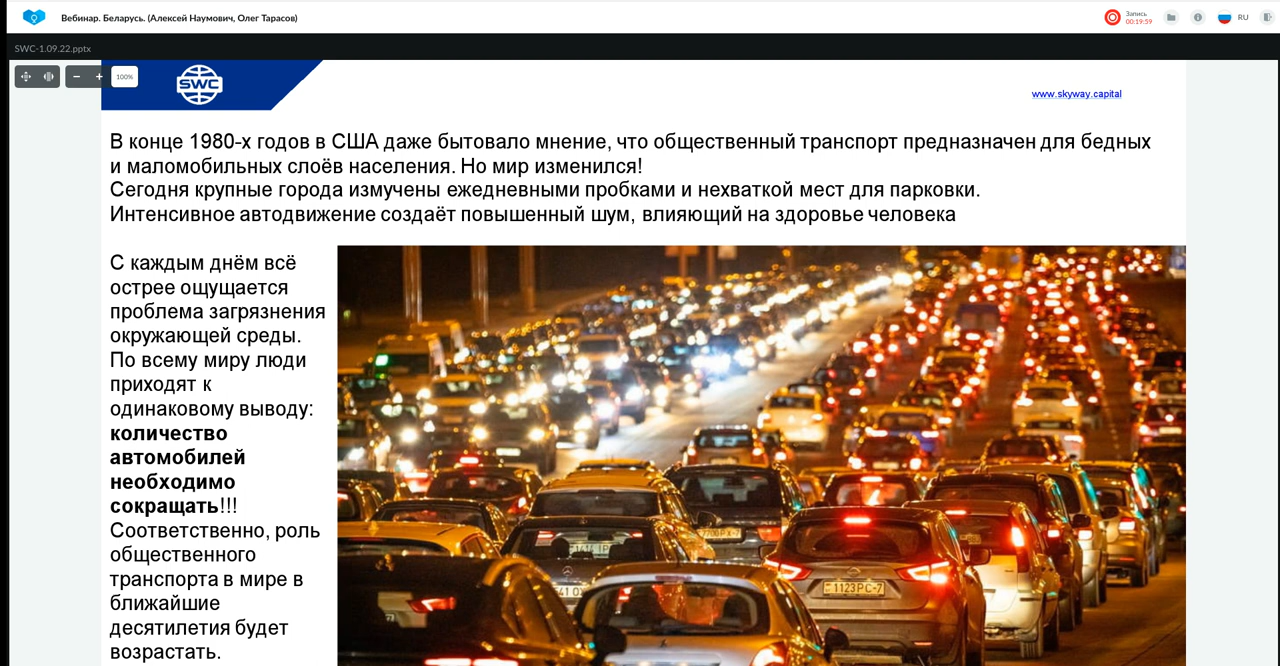 Вебинар. Беларусь. (Алексей Наумович, Олег Тарасов)
Запись
00:19:59
RU
SWC-1.09.22.pptx
100%
SWC
www.skyway.capital
В конце 1980-х годов в США даже бытовало мнение, что общественный транспорт предназначен для бедных
и маломобильных слоёв населения. Но мир изменился!
Сегодня крупные города измучены ежедневными пробками и нехваткой мест для парковки.
Интенсивное автодвижение создаёт повышенный шум, влияющий на здоровье человека
С каждым днём всё
острее ощущается
проблема загрязнения
окружающей среды.
По всему миру люди
приходят к
одинаковому выводу:
количество
автомобилей
необходимо
сокращать!!!
Соответственно, роль
общественного
транспорта в мире в
ближайшие
десятилетия будет
возрастать.
1123PC-7